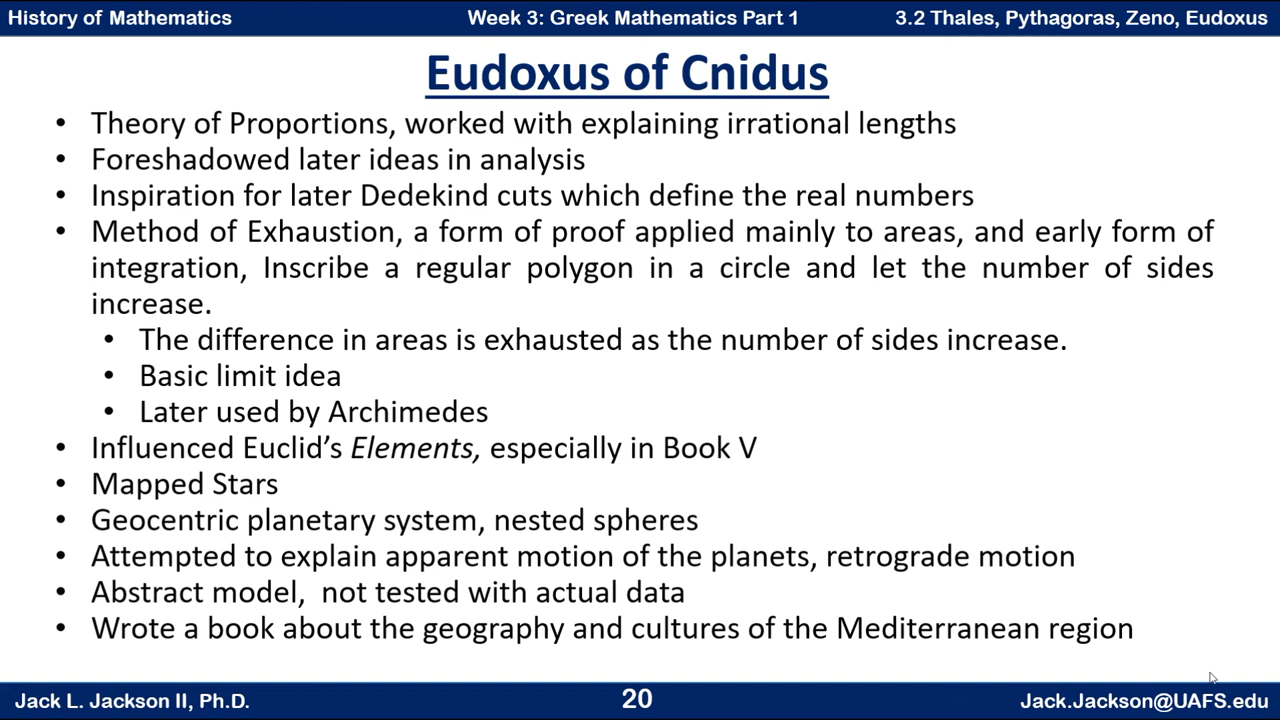 History of Mathematics
Week 3: Greek Mathematics Part 1
3.2 Thales, Pythagoras, Zeno, Eudoxus
Eudoxus of Cnidus
• Theory of Proportions, worked with explaining irrational lengths
• Foreshadowed later ideas in analysis
• Inspiration for later Dedekind cuts which define the real numbers
• Method of Exhaustion, a form of proof applied mainly to areas, and early form of
integration, Inscribe a regular polygon in a circle and let the number of sides
increase.
• The difference in areas is exhausted as the number of sides increase.
• Basic limit idea
• Later used by Archimedes
• Influenced Euclid’s Elements, especially in Book V
• Mapped Stars
• Geocentric planetary system, nested spheres
• Attempted to explain apparent motion of the planets, retrograde motion
• Abstract model,  not tested with actual data
• Wrote a book about the geography and cultures of the Mediterranean region
Jack L. Jackson II, Ph.D.
20
Jack.Jackson@UAFS.edu